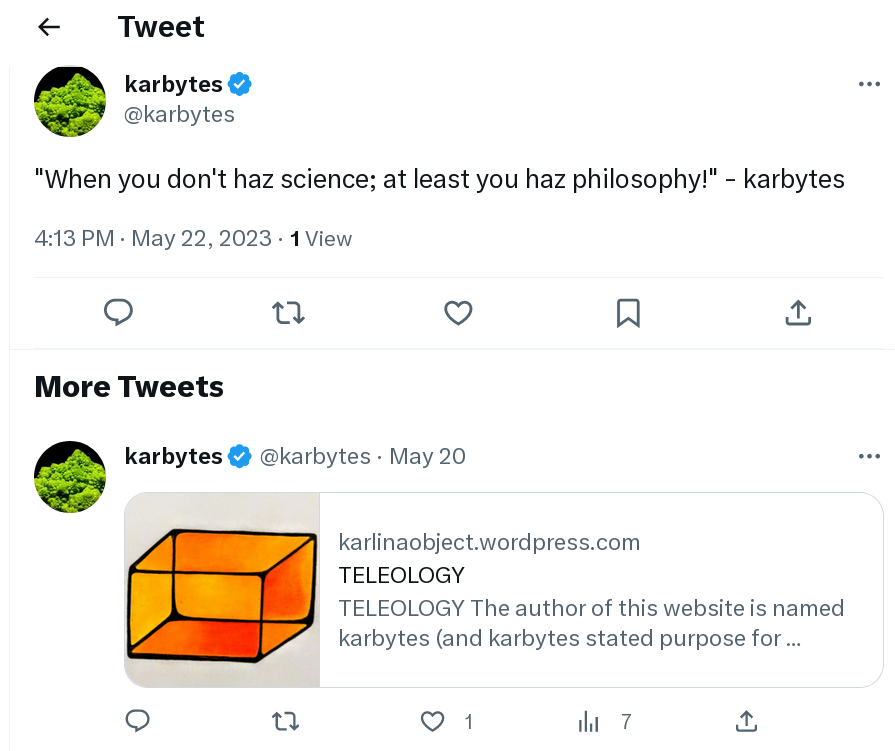 Tweet
karbytes
@karbytes
"When you don't haz science; at least you haz philosophy!" - karbytes
4:13 PM · May 22, 2023 · 1 View
More Tweets
karbytes @karbytes · May 20
karlinaobject.wordpress.com
TELEOLOGY
TELEOLOGY The author of this website is named
karbytes (and karbytes stated purpose for ...
1 7